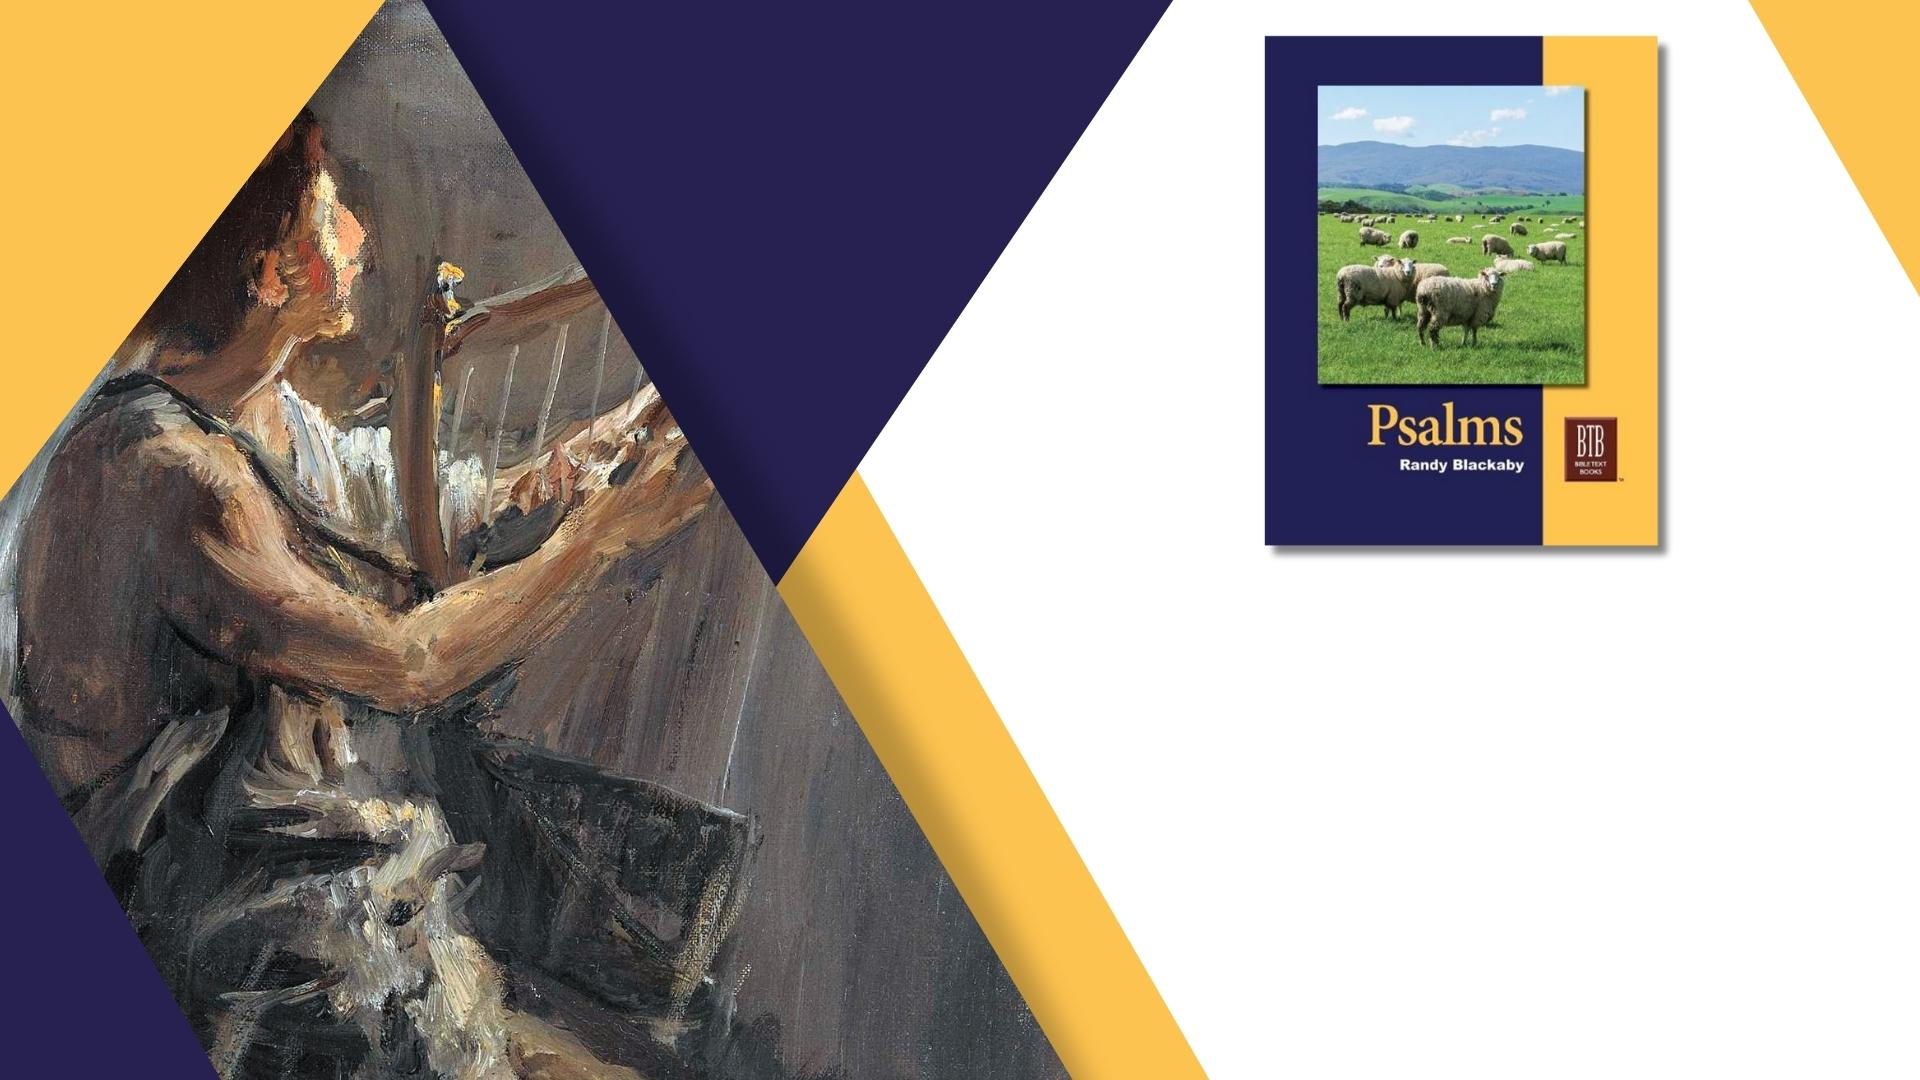 Psalms
Randy Blackaby
BTB
BIBLE TEXT
BOOKS